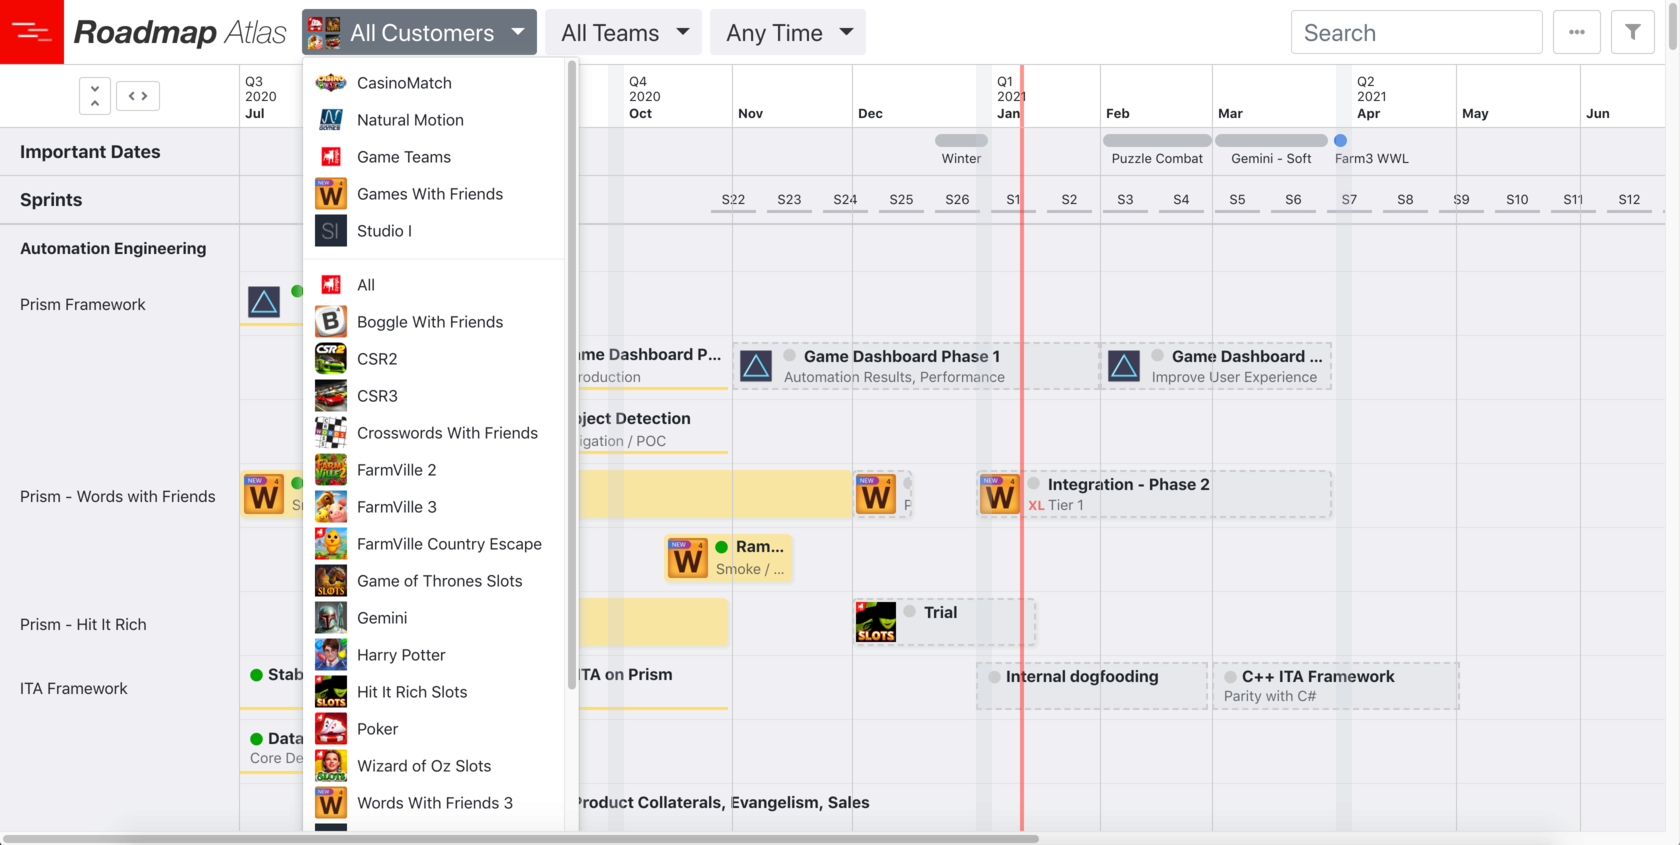 Roadmap Atlas
All Customers
All Teams
Any Time
Search
Q3
2020
Jul
Q4
2020
Oct
Nov
Dec
Q1
2021
Jan
Feb
Mar
Q2
2021
Apr
May
Jun
CasinoMatch
Natural Motion
Game Teams
Games With Friends
Studio I
All
Boggle With Friends
CSR2
CSR3
Crosswords With Friends
FarmVille 2
FarmVille 3
FarmVille Country Escape
Game of Thrones Slots
Gemini
Harry Potter
Hit It Rich Slots
Poker
Wizard of Oz Slots
Words With Friends 3
Important Dates
Winter
Puzzle Combat
Gemini - Soft
Farm3 WWL
Sprints
S22 S23 S24 S25 S26 S1 S2 S3 S4 S5 S6 S7 S8 S9 S10 S11 S12
Automation Engineering
Prism Framework
me Dashboard P...
roduction
Game Dashboard Phase 1
Automation Results, Performance
Game Dashboard ...
Improve User Experience
ject Detection
igation / POC
Prism - Words with Friends
NEW 4
W
Integration - Phase 2
XL Tier 1
Ram...
Smoke / ...
Prism - Hit It Rich
SLOTS
Trial
ITA Framework
Stab
ITA on Prism
Internal dogfooding
C++ ITA Framework
Parity with C#
Data
Core De
Product Collaterals, Evangelism, Sales